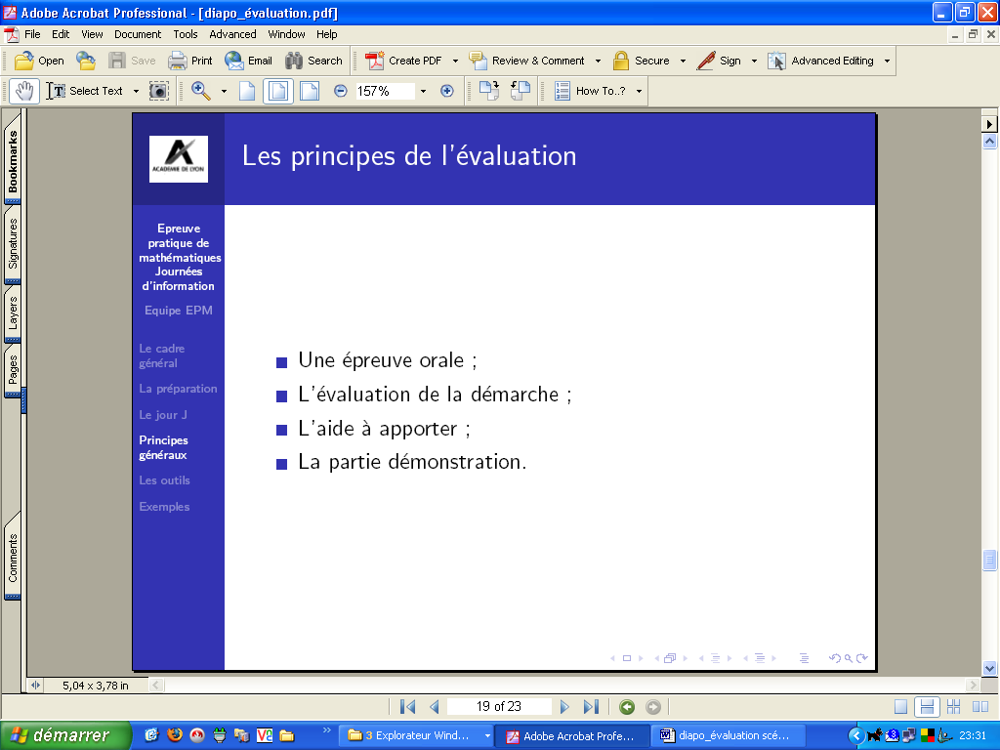 Adobe Acrobat Professional - [diapo_évaluation.pdf]
File Edit View Document Tools Advanced Window Help
Open Save Print Email Search Create PDF Review & Comment Secure Sign Advanced Editing
Select Text 157% How To..?
Bookmarks
Signatures
Layers
Pages
Comments
ACADEMIE DE LYON
Les principes de l'évaluation
Epreuve
pratique de
mathématiques
Journées
d'information
Equipe EPM
Le cadre
général
La préparation
Le jour J
Principes
généraux
Les outils
Exemples
Une épreuve orale ;
L'évaluation de la démarche ;
L'aide à apporter ;
La partie démonstration.
5,04 x 3,78 in
19 of 23
démarrer
3 Explorateur Wind...
Adobe Acrobat Profe...
diapo_évaluation scé...
23:31